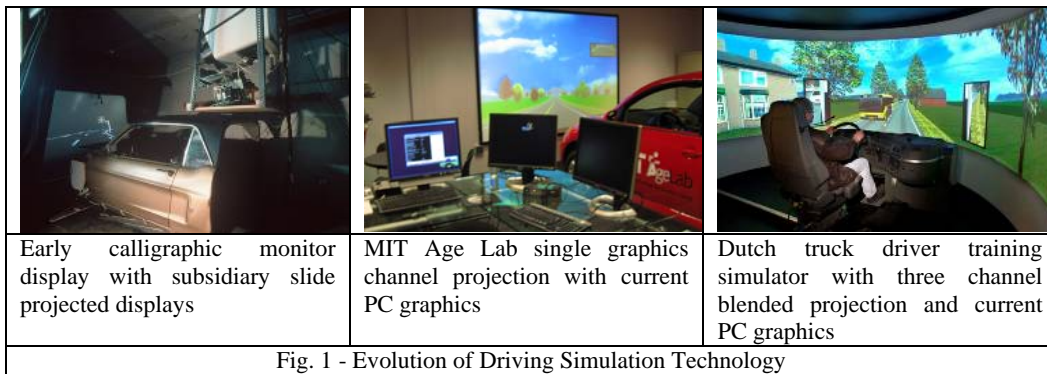 AgeLab
Early calligraphic monitor
display with subsidiary slide
projected displays
MIT Age Lab single graphics
channel projection with current
PC graphics
Dutch truck driver training
simulator with three channel
blended projection and current
PC graphics
Fig. 1 - Evolution of Driving Simulation Technology